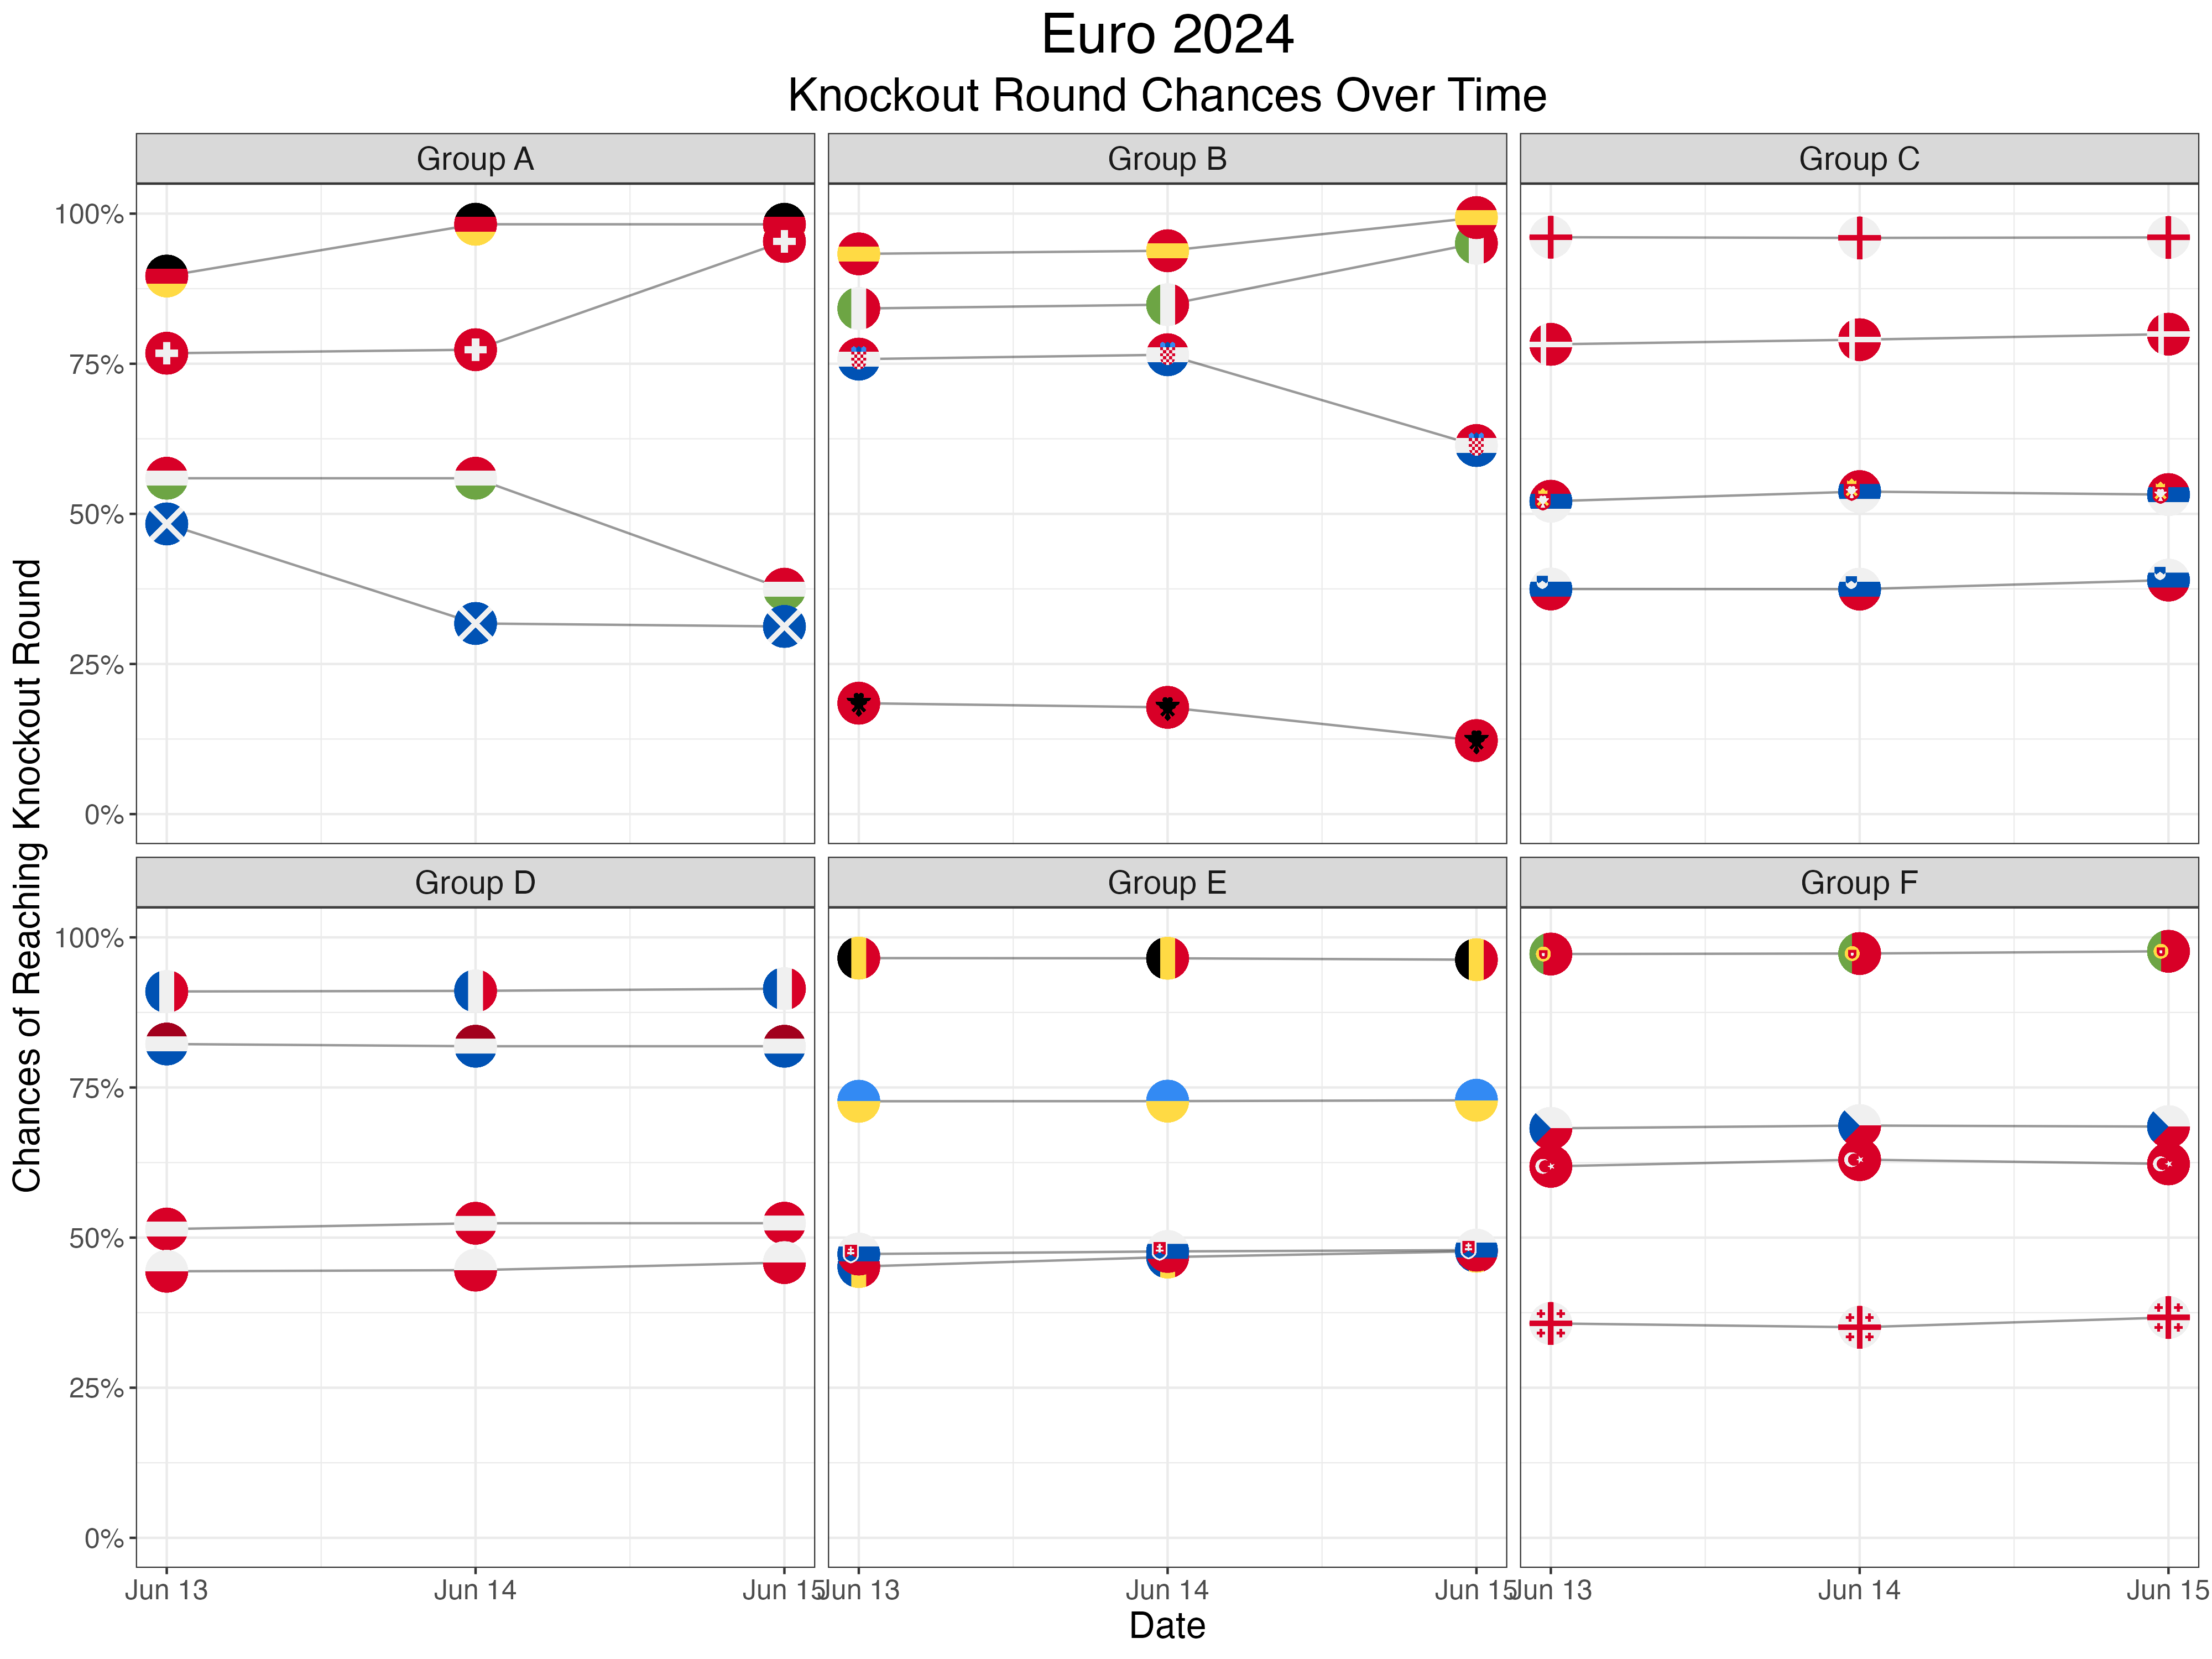 Euro 2024
Knockout Round Chances Over Time
Group A
Group B
Group C
100%
75%
50%
25%
0%
Group D
Group E
Group F
100%
75%
50%
25%
0%
Jun 13
Jun 14
Jun 15
Jun 13
Jun 14
Jun 15
Jun 13
Jun 14
Jun 15
Date
Chances of Reaching Knockout Round